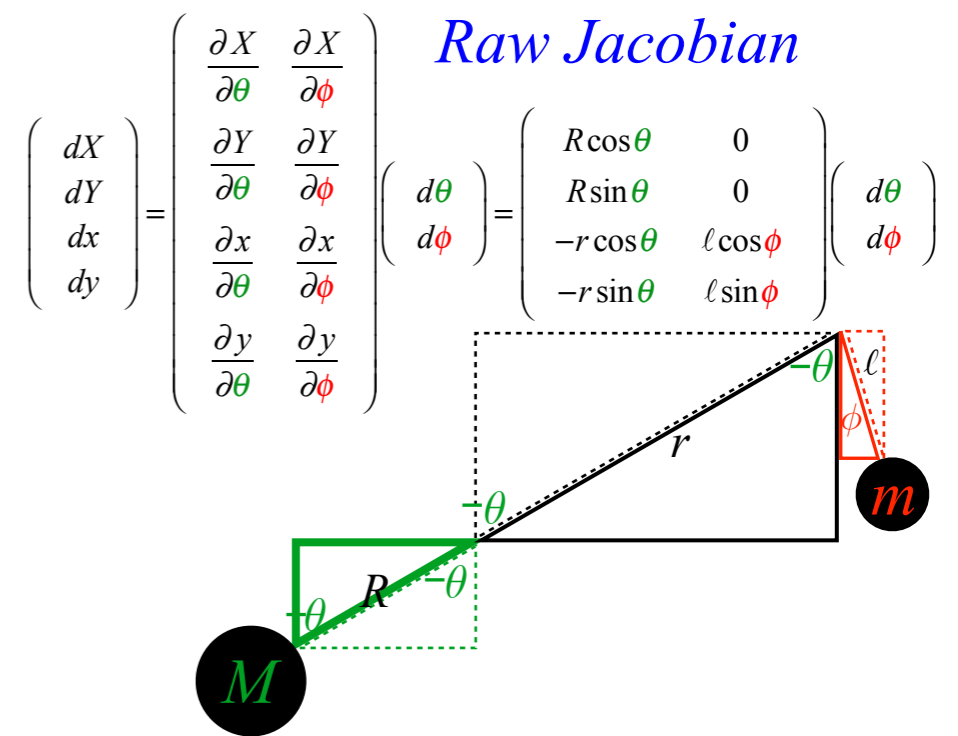 Raw Jacobian
( dX dY dx dy ) = ( ∂X/∂θ ∂X/∂ϕ ∂Y/∂θ ∂Y/∂ϕ ∂x/∂θ ∂x/∂ϕ ∂y/∂θ ∂y/∂ϕ ) ( dθ dϕ ) = ( Rcosθ 0 Rsinθ 0 −rcosθ ℓcosϕ −rsinθ ℓsinϕ ) ( dθ dϕ )
−θ
ℓ
ϕ
r
m
−θ
−θ
R
−θ
M